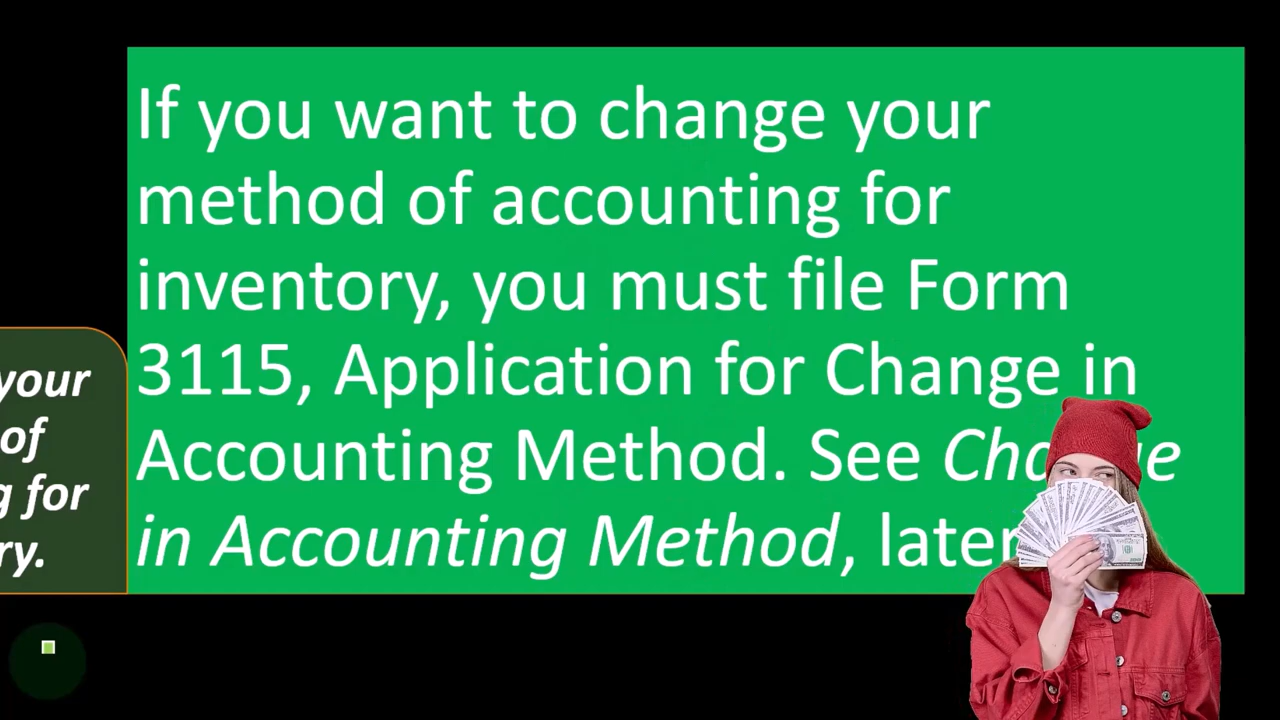 If you want to change your
method of accounting for
inventory, you must file Form
3115, Application for Change in
Accounting Method. See
in Accounting Method, later
your
of
for